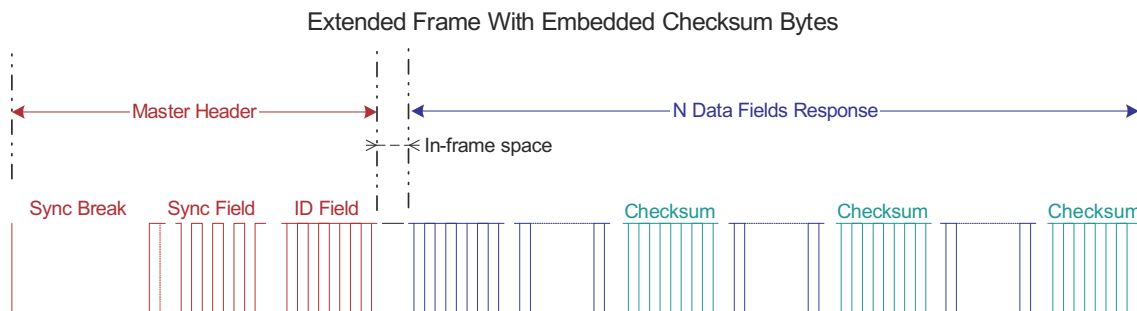 Extended Frame With Embedded Checksum Bytes
Master Header
N Data Fields Response
In-frame space
Sync Break
Sync Field
ID Field
Checksum
Checksum
Checksum